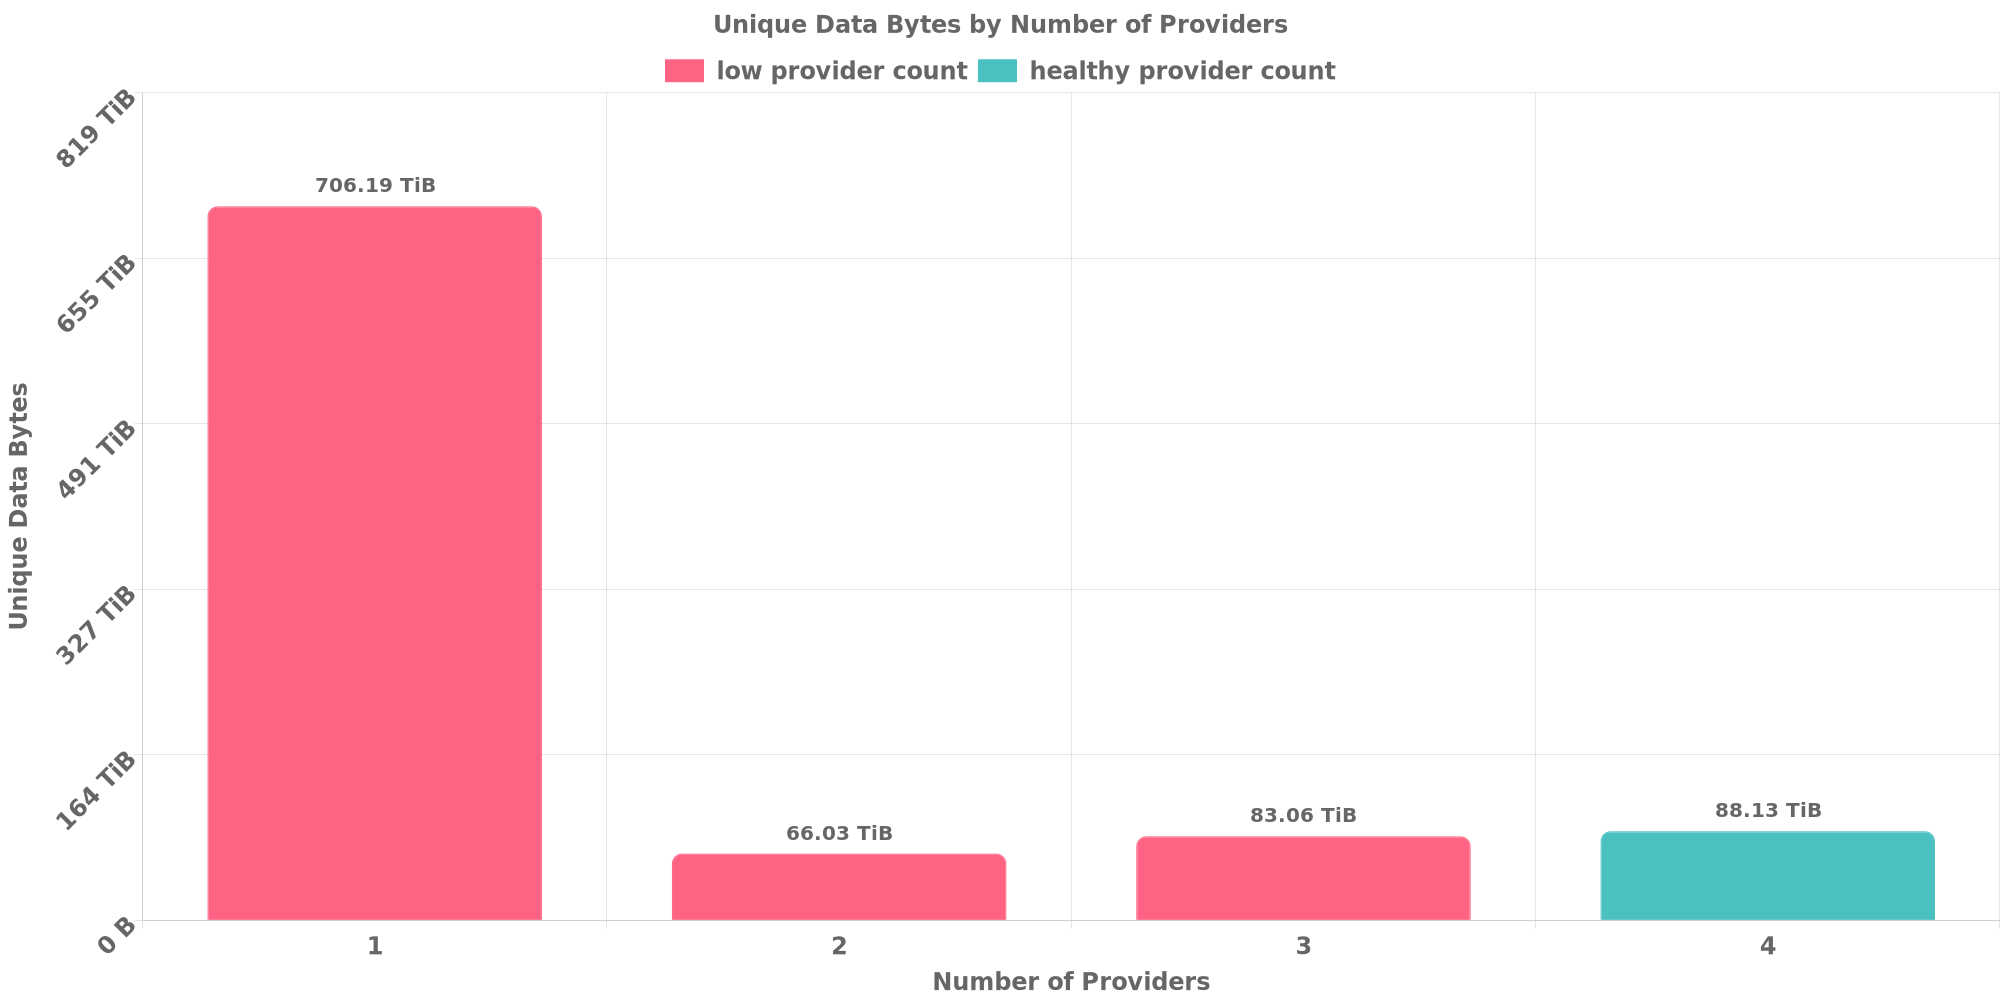 Unique Data Bytes by Number of Providers
low provider count healthy provider count
819 TiB
706.19 TiB
655 TiB
491 TiB
Unique Data Bytes
327 TiB
164 TiB
88.13 TiB
83.06 TiB
66.03 TiB
0 B
1 2 3 4
Number of Providers